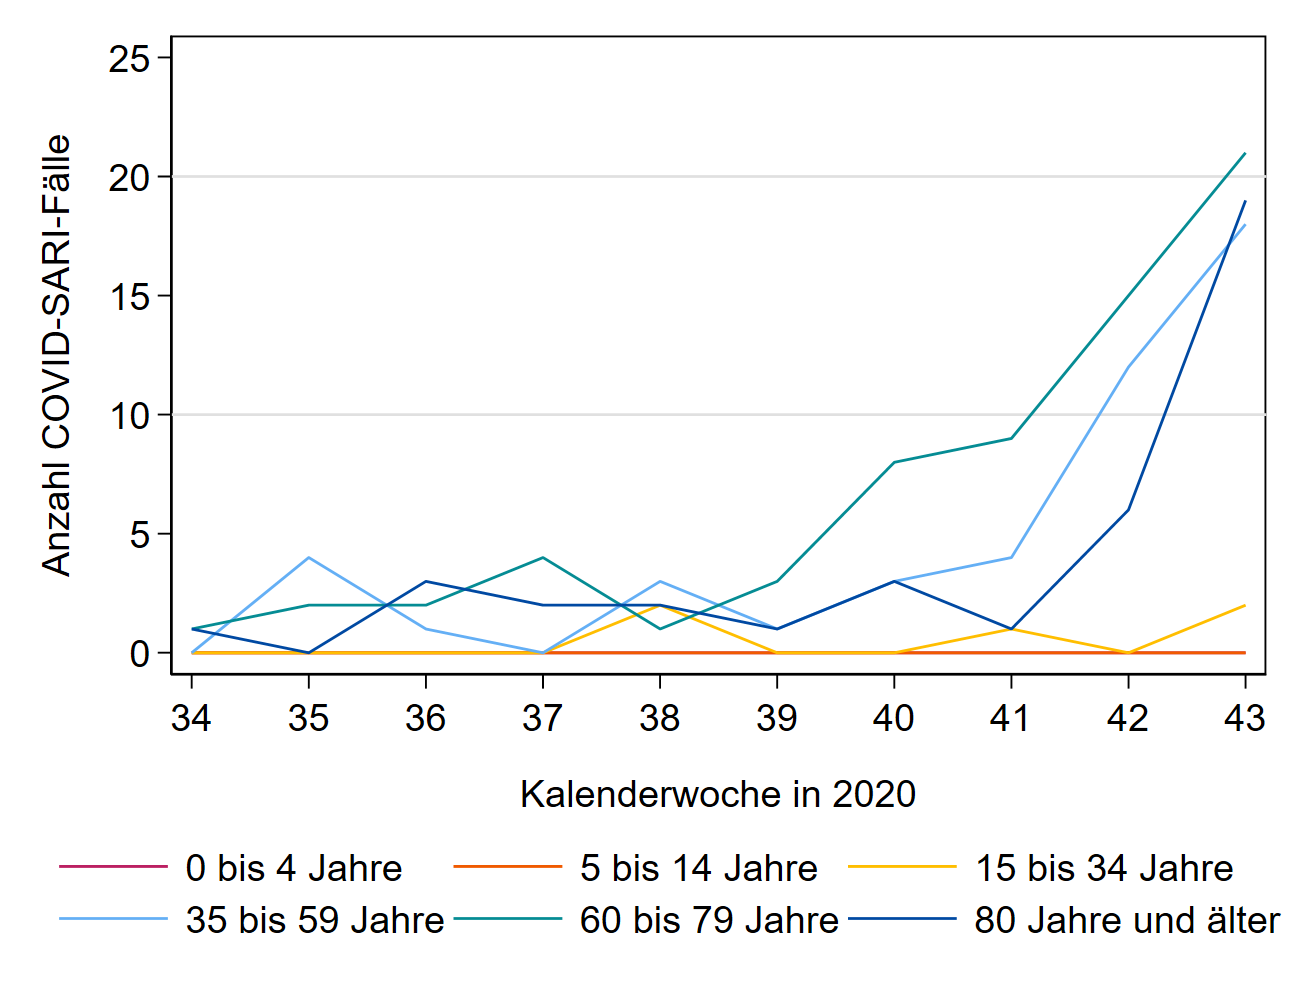 Anzahl COVID-SARI-Fälle
25
20
15
10
5
0
34 35 36 37 38 39 40 41 42 43
Kalenderwoche in 2020
0 bis 4 Jahre 5 bis 14 Jahre 15 bis 34 Jahre
35 bis 59 Jahre 60 bis 79 Jahre 80 Jahre und älter